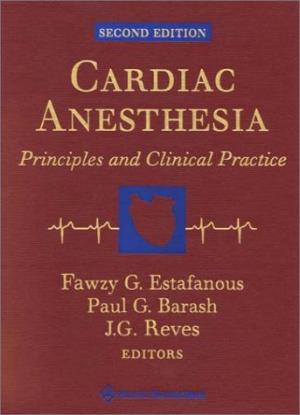 SECOND EDITION
CARDIAC
ANESTHESIA
Principles and Clinical Practice
Fawzy G. Estafanous
Paul G. Barash
J.G. Reves
EDITORS